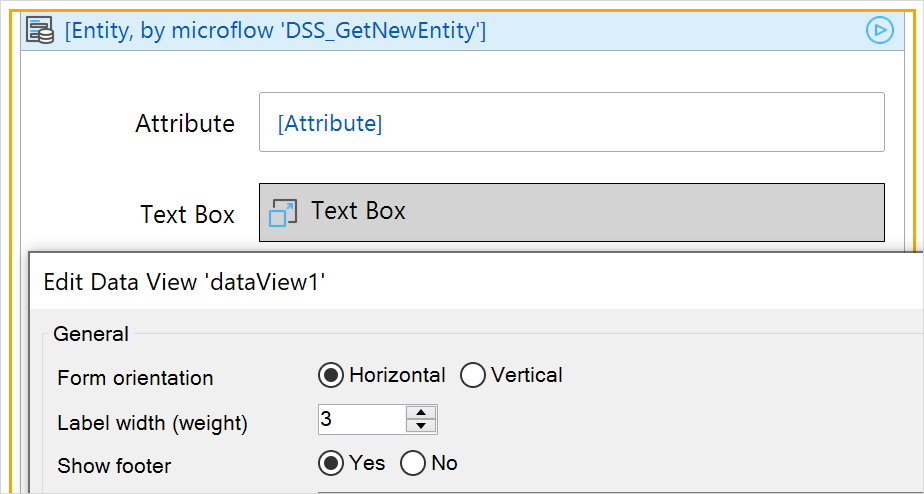 [Entity, by microflow 'DSS_GetNewEntity']
Attribute [Attribute]
Text Box Text Box
Edit Data View 'dataView1'
General
Form orientation Horizontal Vertical
Label width (weight) 3
Show footer Yes No